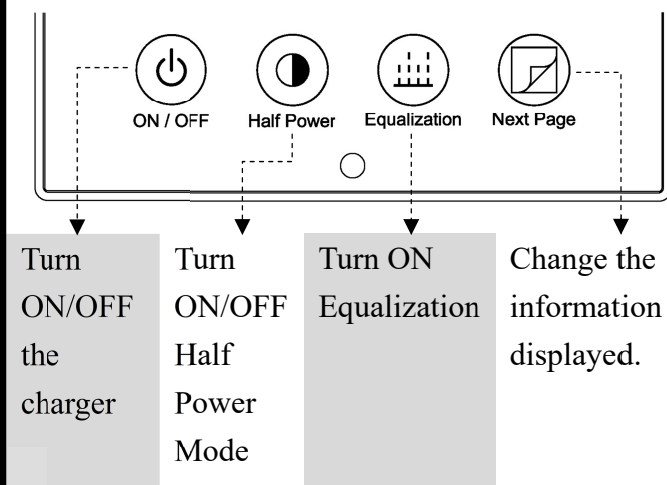 ON / OFF
Half Power
Equalization
Next Page
Turn
ON/OFF
the
charger
Turn
ON/OFF
Half
Power
Mode
Turn ON
Equalization
Change the
information
displayed.